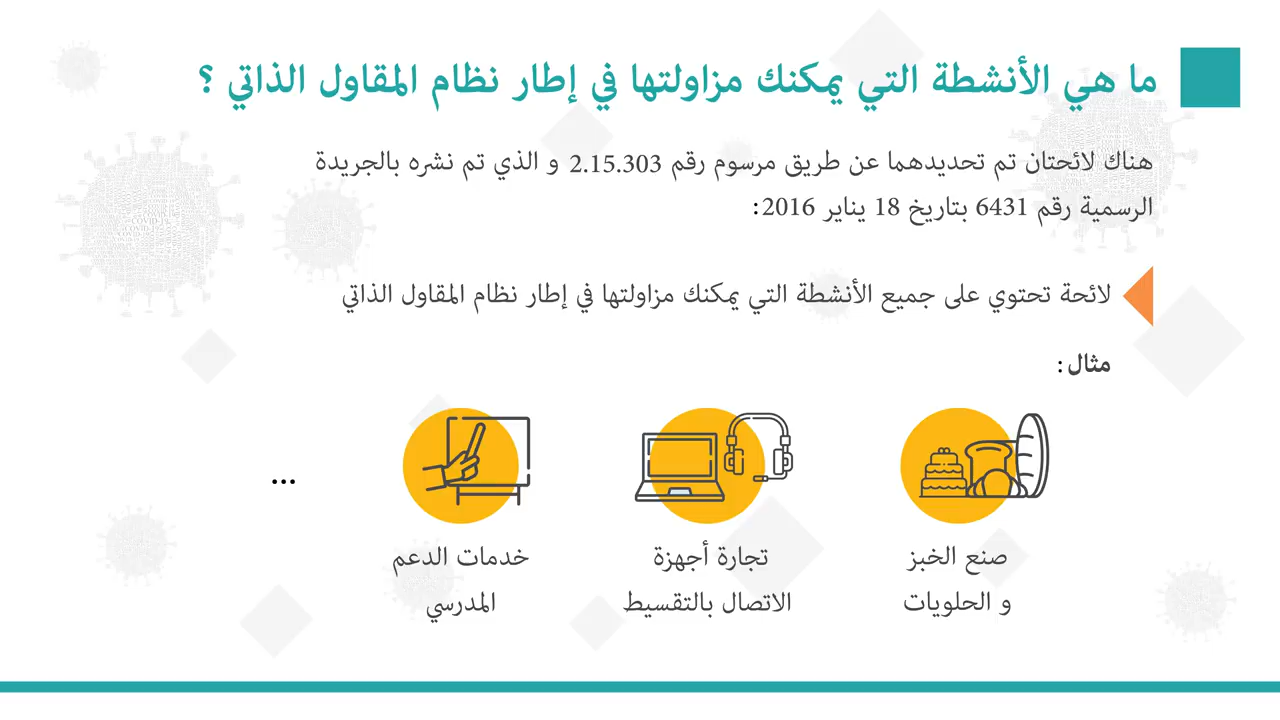 ما هي الأنشطة التي يمكنك مزاولتها في إطار نظام المقاول الذاتي ؟
هناك لائحتان تم تحديدهما عن طريق مرسوم رقم 2.15.303 و الذي تم نشره بالجريدة
الرسمية رقم 6431 بتاريخ 18 يناير 2016:
لائحة تحتوي على جميع الأنشطة التي يمكنك مزاولتها في إطار نظام المقاول الذاتي
مثال:
صنع الخبز
و الحلويات
تجارة أجهزة
الاتصال بالتقسيط
خدمات الدعم
المدرسي
...